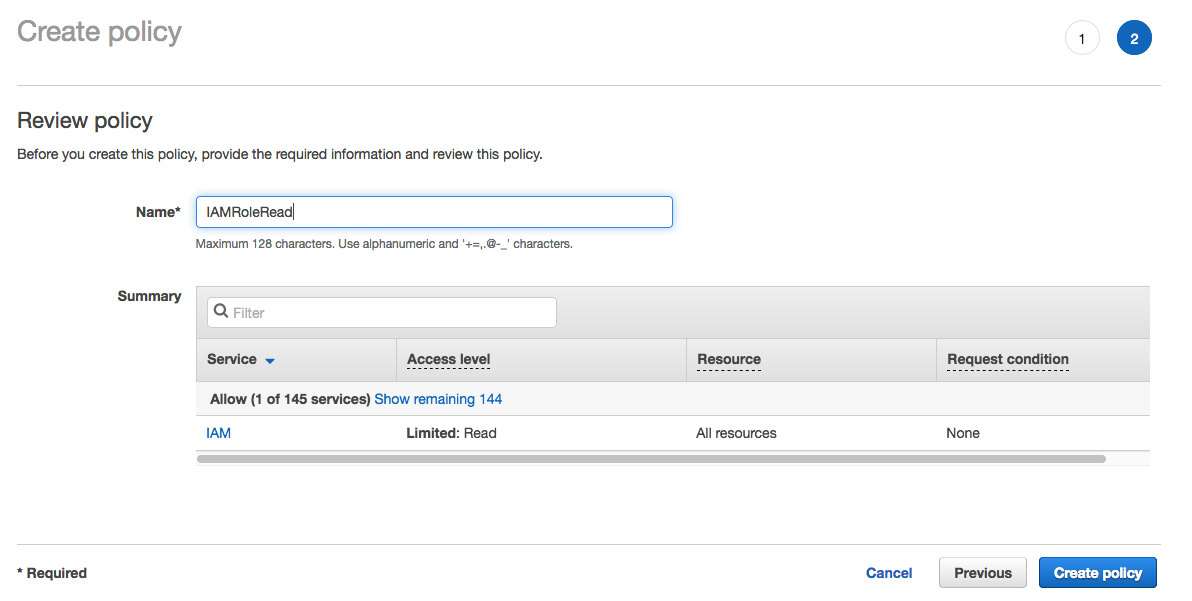 Create policy
1
2
Review policy
Before you create this policy, provide the required information and review this policy.
Name* IAMRoleRead
Maximum 128 characters. Use alphanumeric and '+=,.@-_' characters.
Summary
Filter
Service Access level Resource Request condition
Allow (1 of 145 services) Show remaining 144
IAM Limited: Read All resources None
* Required Cancel Previous Create policy